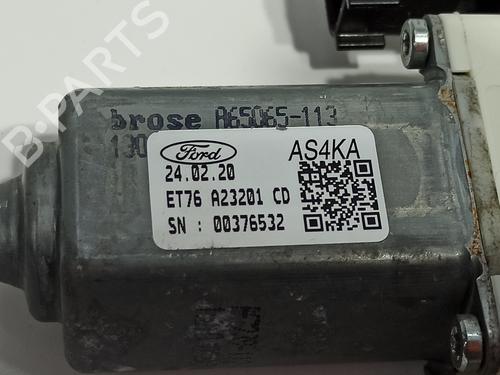 B-PARTS
brose A65065-113
130
Ford
AS4KA
24.02.20
ET76 A23201 CD
SN : 00376532